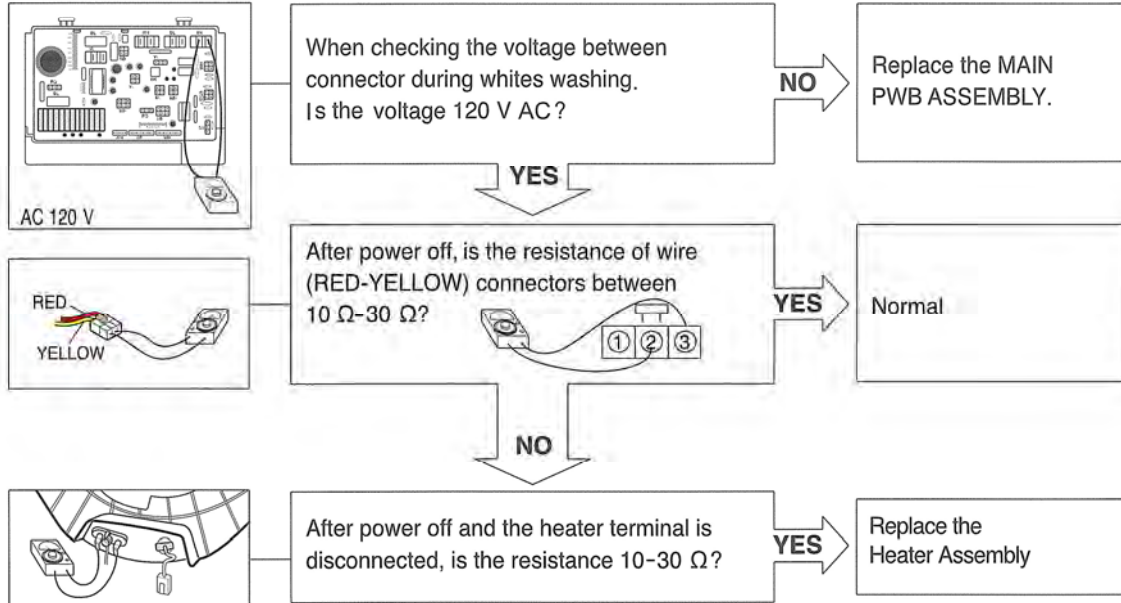 AC 120 V
When checking the voltage between
connector during whites washing.
Is the voltage 120 V AC?
NO
Replace the MAIN
PWB ASSEMBLY.
YES
RED
YELLOW
After power off, is the resistance of wire
(RED-YELLOW) connectors between
10 Ω-30 Ω?
① ② ③
YES
Normal
NO
After power off and the heater terminal is
disconnected, is the resistance 10-30 Ω?
YES
Replace the
Heater Assembly